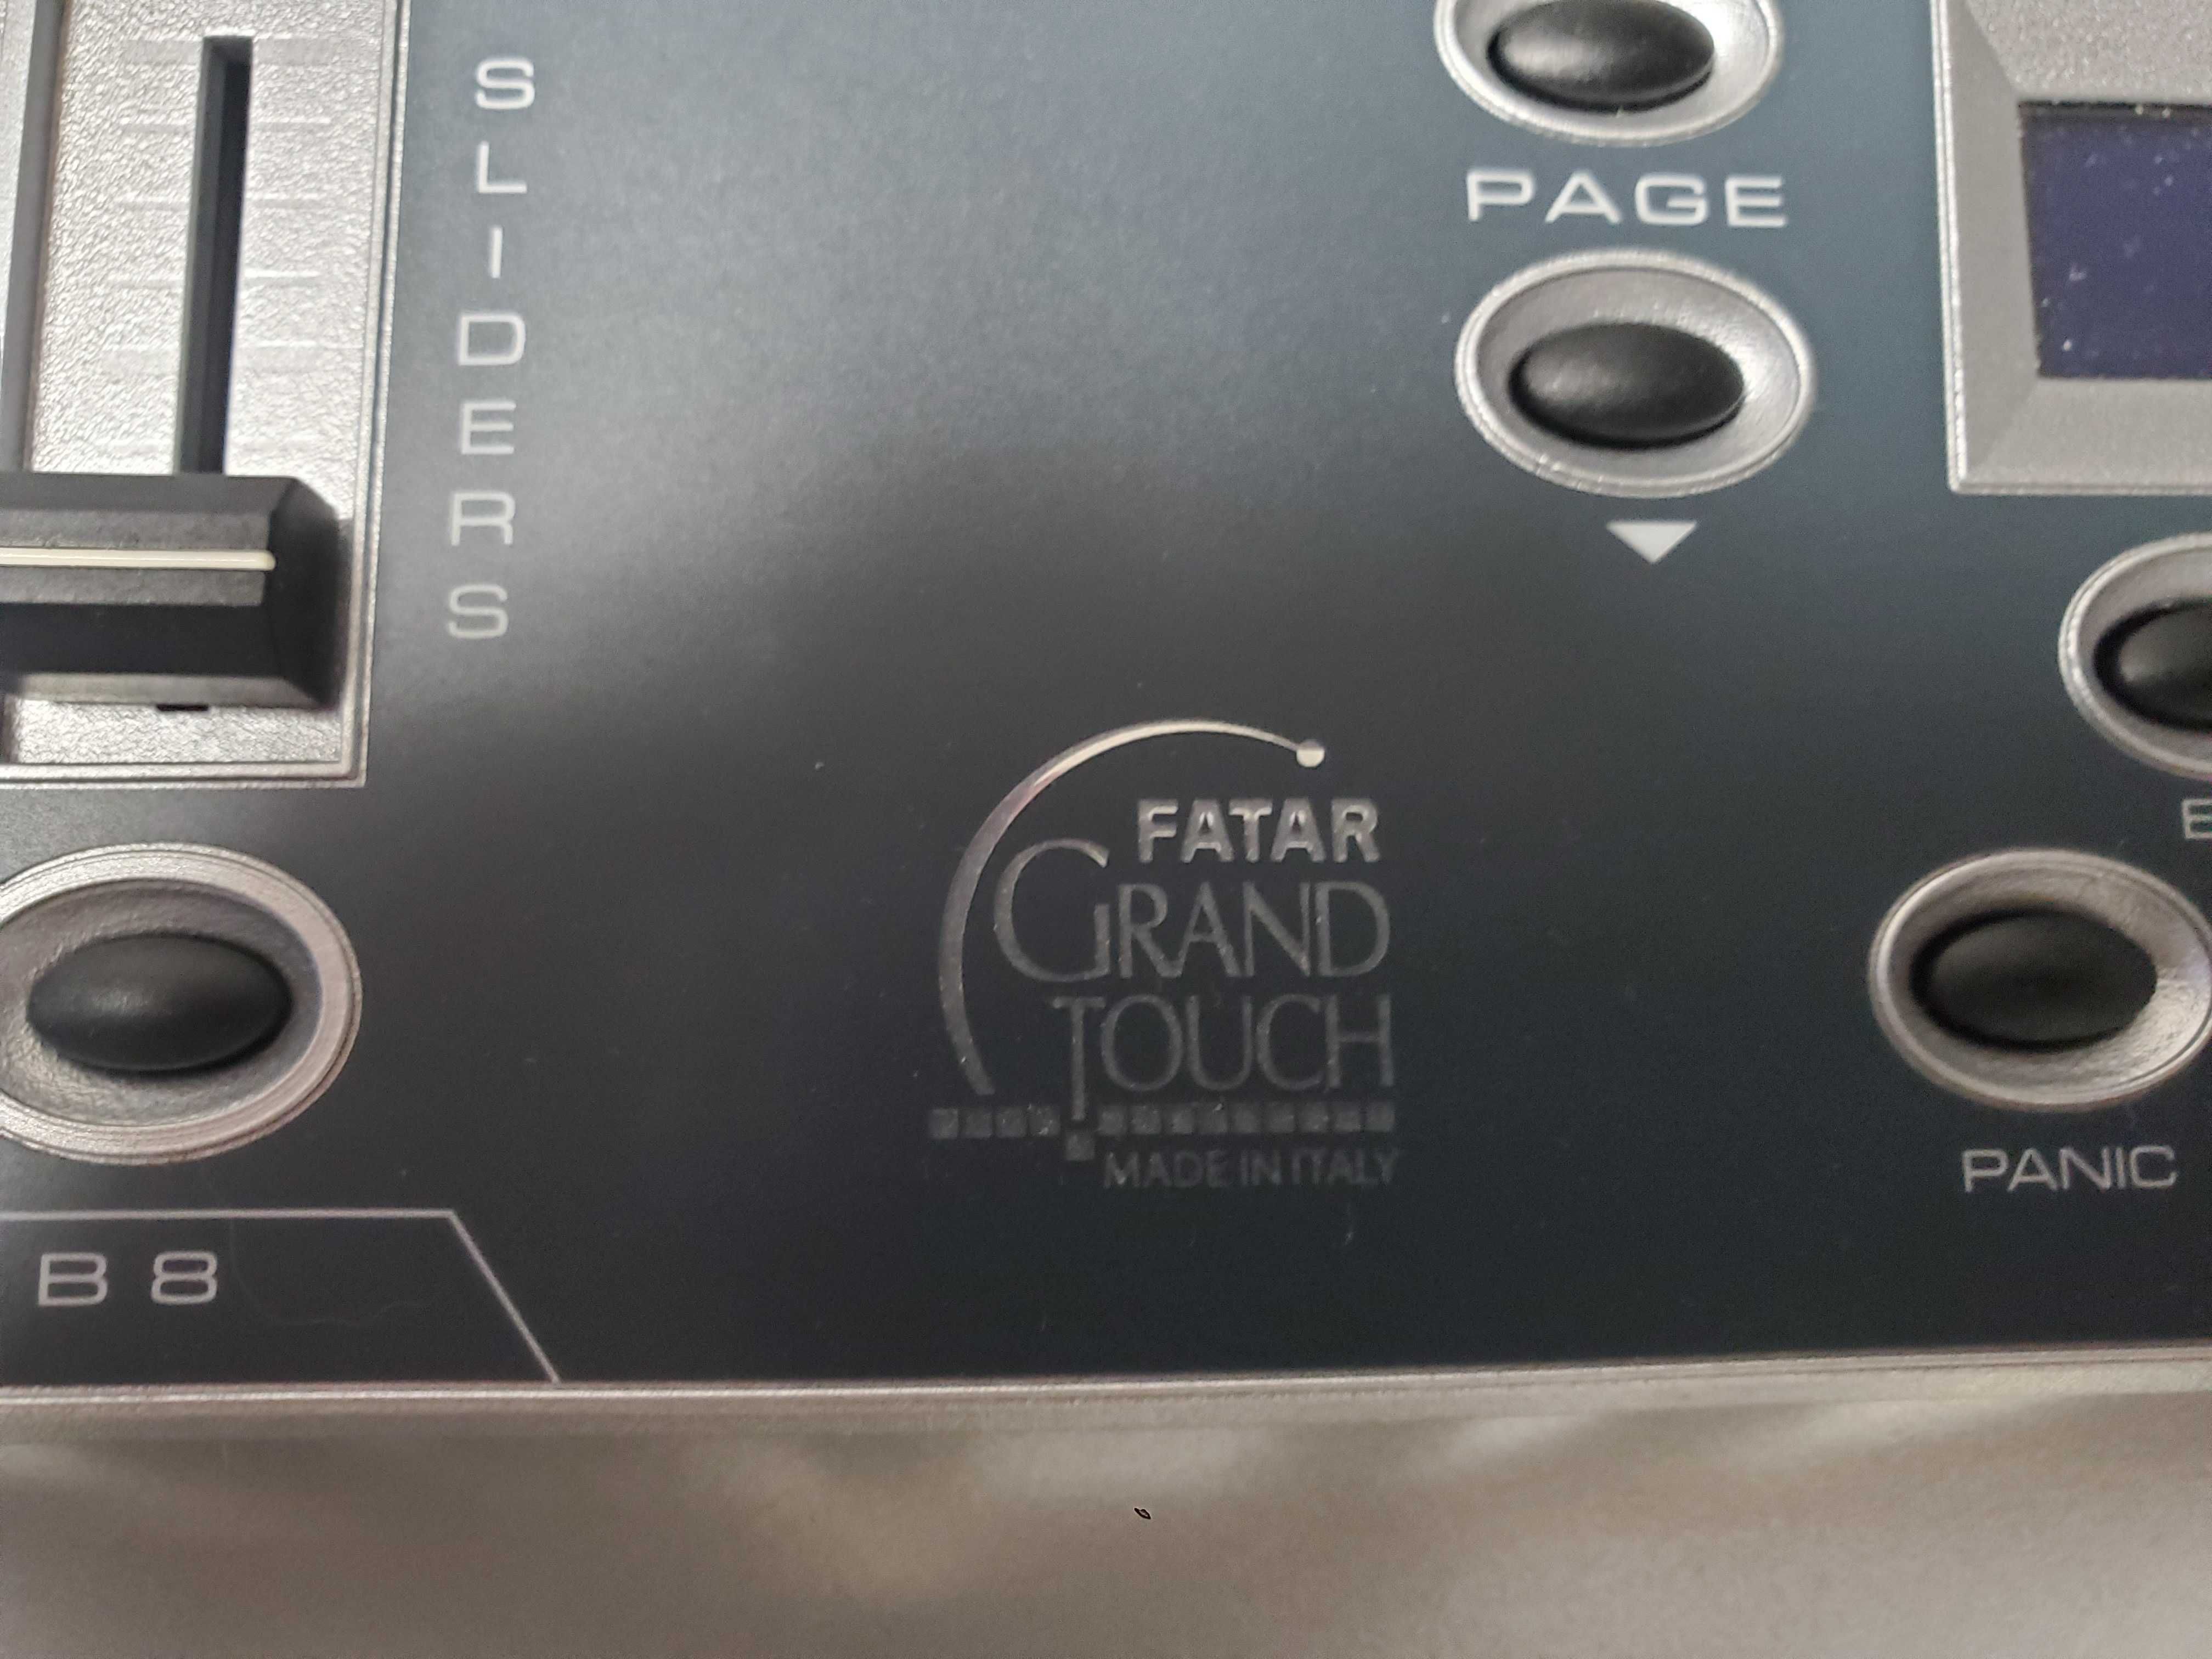 SLIDERS
PAGE
FATAR
GRAND
TOUCH
MADE IN ITALY
PANIC
B 8